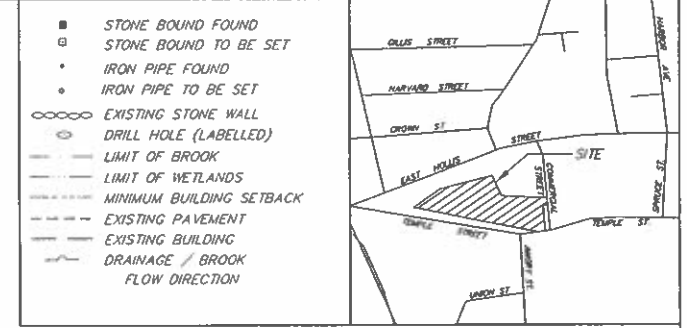 STONE BOUND FOUND
STONE BOUND TO BE SET
IRON PIPE FOUND
IRON PIPE TO BE SET
EXISTING STONE WALL
DRILL HOLE (LABELLED)
LIMIT OF BROOK
LIMIT OF WETLANDS
MINIMUM BUILDING SETBACK
EXISTING PAVEMENT
EXISTING BUILDING
DRAINAGE / BROOK
FLOW DIRECTION
STREET
HARVARD STREET
CROWN ST.
EAST HOLLIS STREET
SITE
COMMERCIAL
STREET
HARBOR AVE
SPRUCE ST.
TEMPLE STREET
TEMPLE ST.
UNION ST.